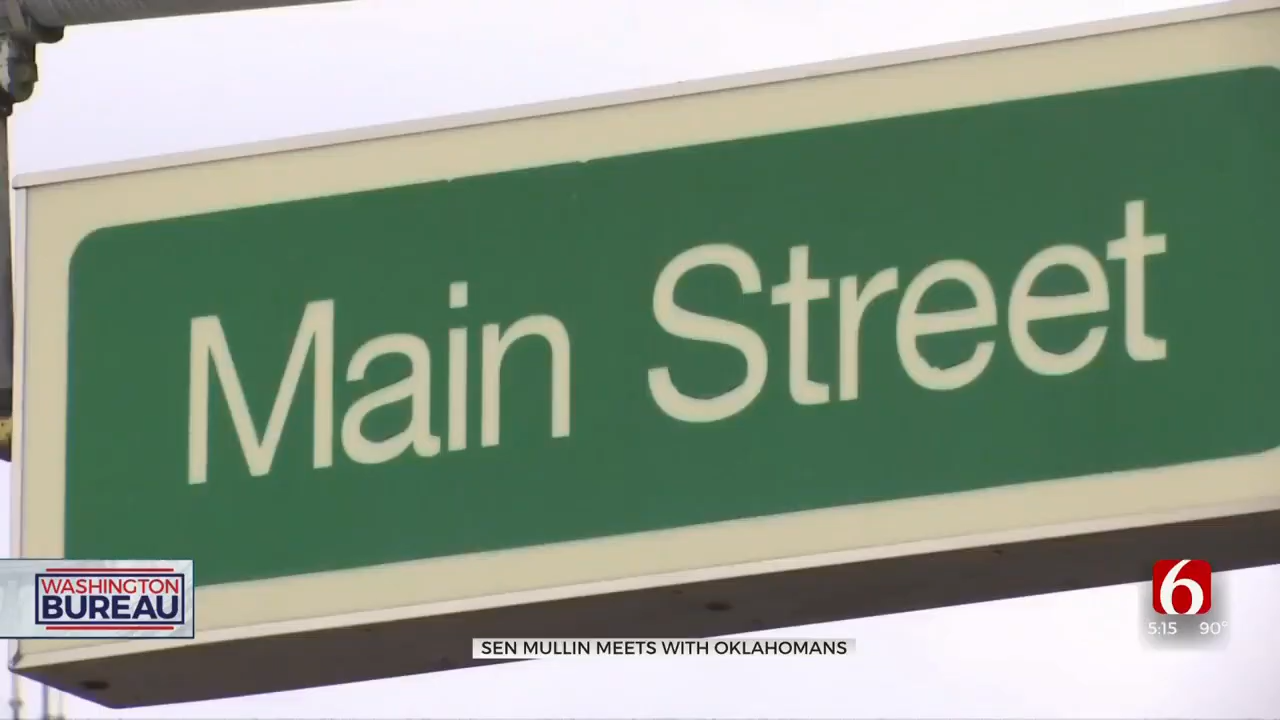 Main Street
WASHINGTON
BUREAU
SEN MULLIN MEETS WITH OKLAHOMANS
6
5:15 90°